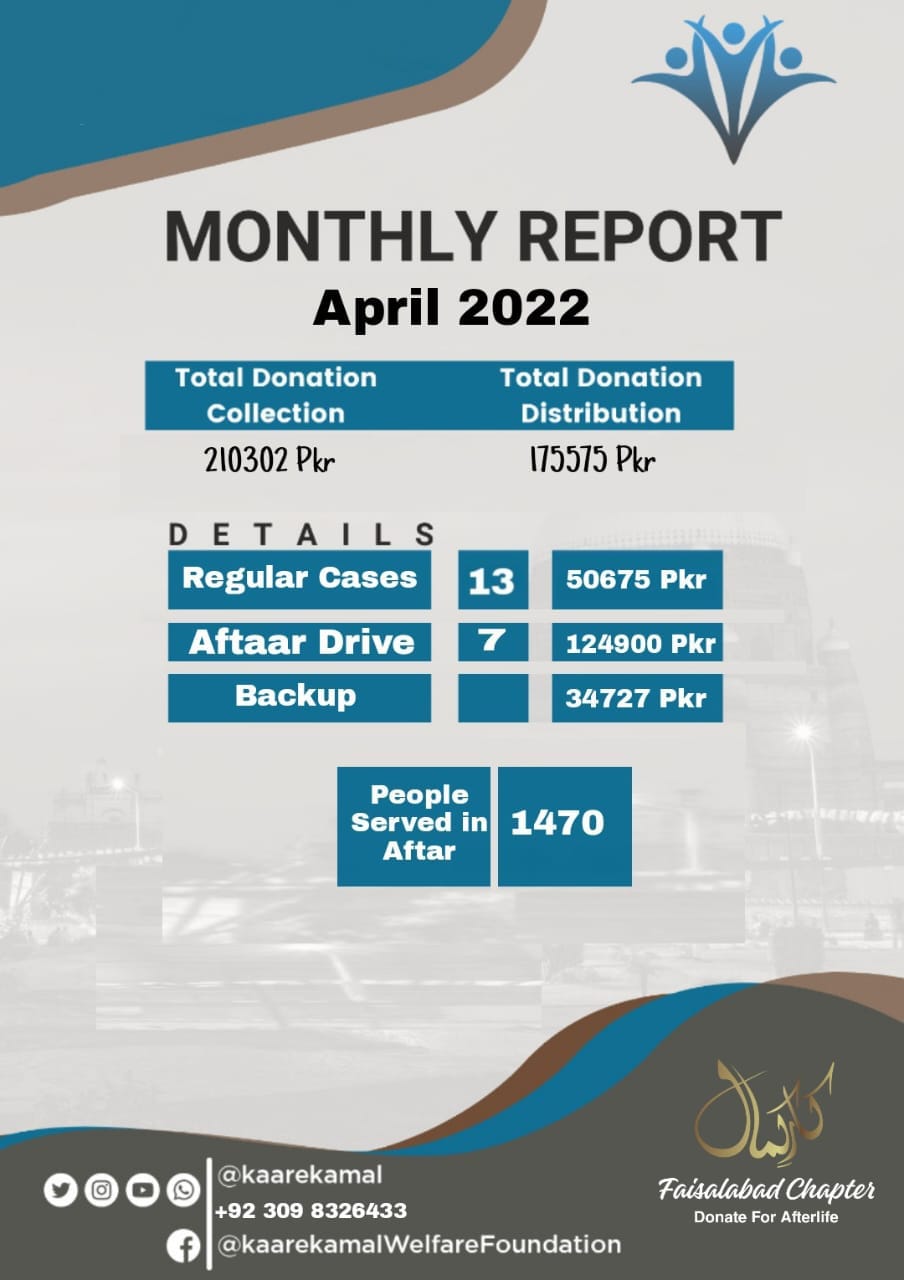 MONTHLY REPORT
April 2022
Total Donation Collection
Total Donation Distribution
210302 Pkr
175575 Pkr
DETAILS
Regular Cases 13 50675 Pkr
Aftaar Drive 7 124900 Pkr
Backup 34727 Pkr
People
Served in
Aftar
1470
کارِکمال
Faisalabad Chapter
Donate For Afterlife
@kaarekamal
+92 309 8326433
@kaarekamalWelfareFoundation